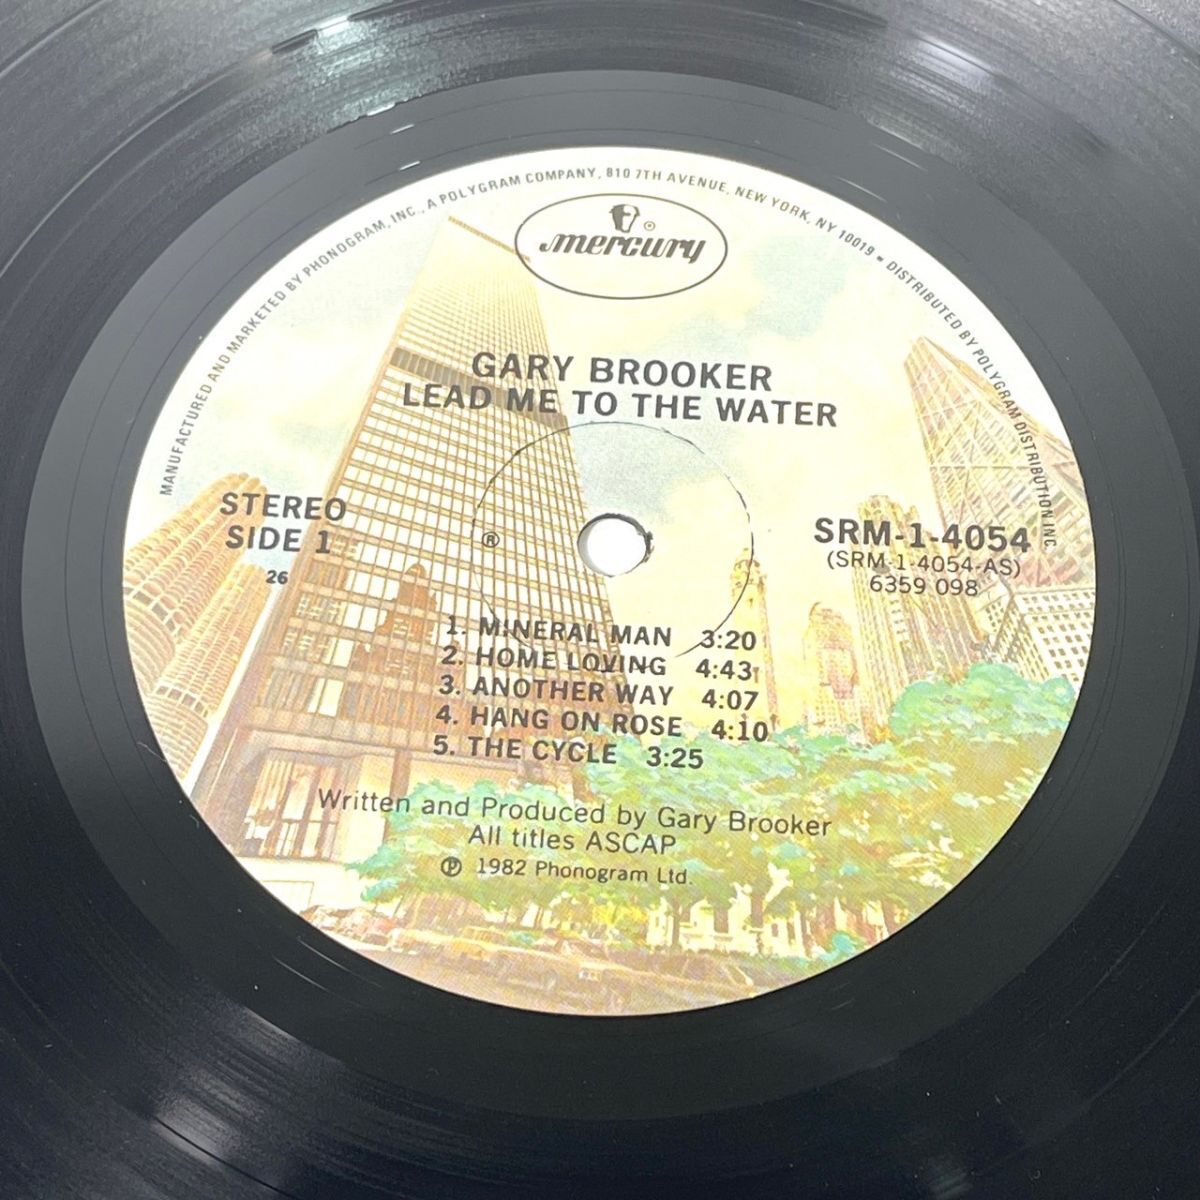 MANUFACTURED AND MARKETED BY PHONOGRAM, INC., A POLYGRAM COMPANY, 810 7TH AVENUE, NEW YORK, NY 10019 • DISTRIBUTED BY POLYGRAM DISTRIBUTION INC.
mercury
GARY BROOKER
LEAD ME TO THE WATER
STEREO
SIDE 1
26
®
SRM-1-4054
(SRM-1-4054-AS)
6359 098
1. MINERAL MAN 3:20
2. HOME LOVING 4:43
3. ANOTHER WAY 4:07
4. HANG ON ROSE 4:10
5. THE CYCLE 3:25
Written and Produced by Gary Brooker
All titles ASCAP
℗ 1982 Phonogram Ltd.